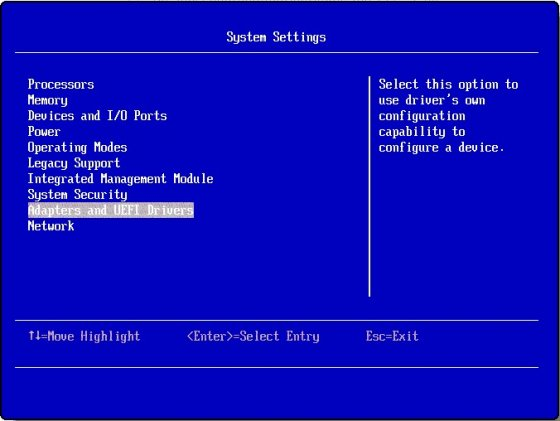 System Settings
Processors
Memory
Devices and I/O Ports
Power
Operating Modes
Legacy Support
Integrated Management Module
System Security
Adapters and UEFI Drivers
Network
Select this option to
use driver's own
configuration
capability to
configure a device.
↑↓=Move Highlight <Enter>=Select Entry Esc=Exit